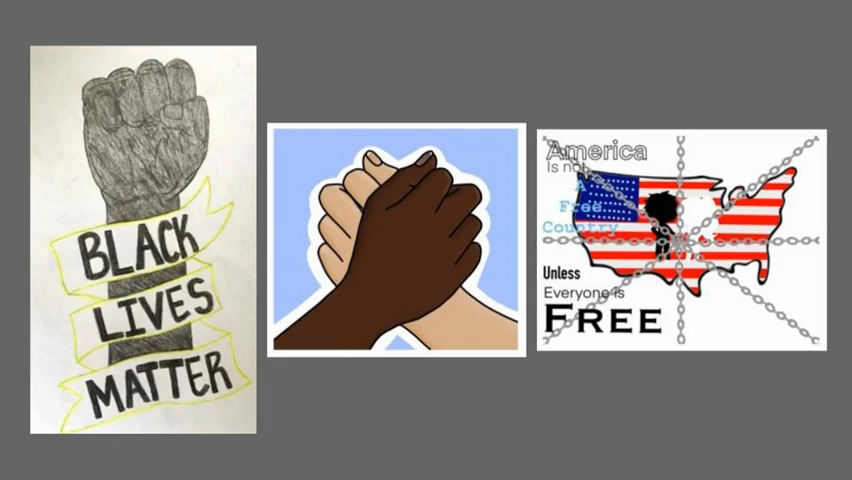 BLACK
LIVES
MATTER
America
Is not
A
Free
Country
Unless
Everyone is
FREE